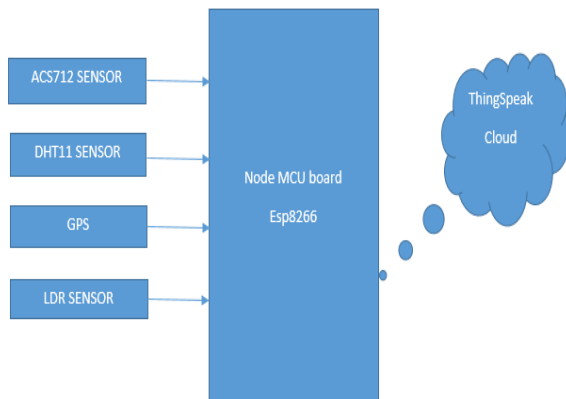 ACS712 SENSOR
DHT11 SENSOR
GPS
LDR SENSOR
Node MCU board
Esp8266
ThingSpeak
Cloud